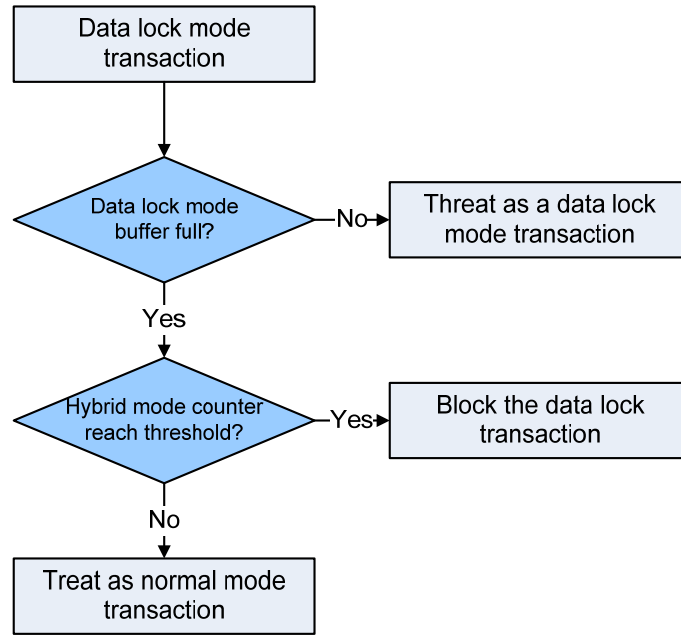 Data lock mode
transaction
Data lock mode
buffer full?
No
Threat as a data lock
mode transaction
Yes
Hybrid mode counter
reach threshold?
Yes
Block the data lock
transaction
No
Treat as normal mode
transaction